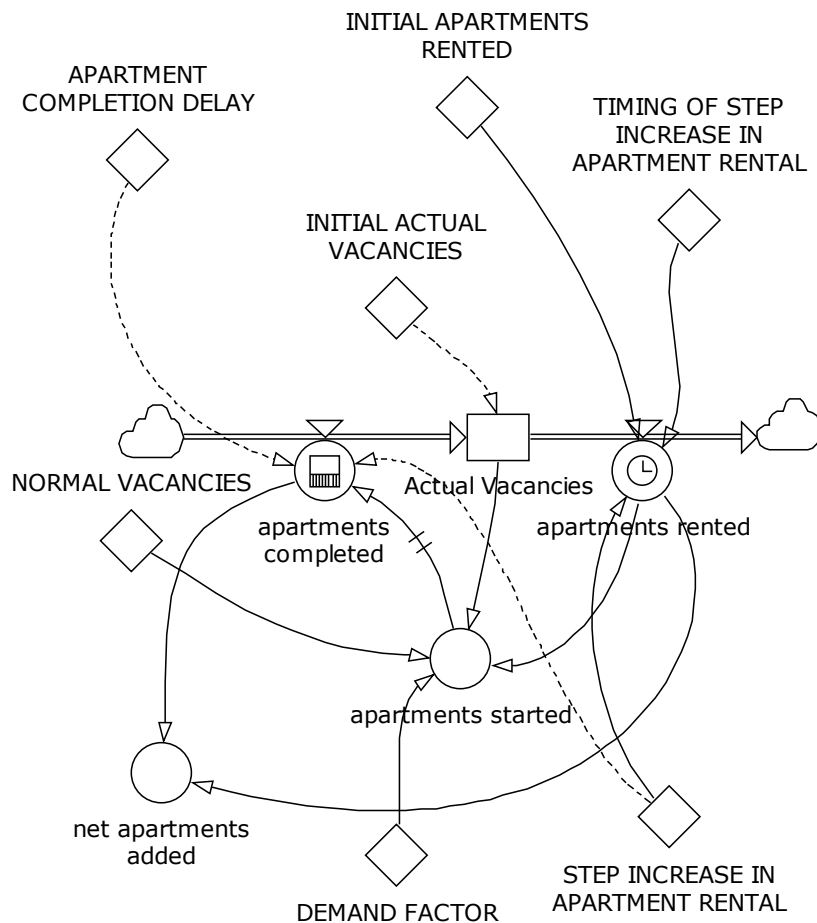 INITIAL APARTMENTS
RENTED
APARTMENT
COMPLETION DELAY
TIMING OF STEP
INCREASE IN
APARTMENT RENTAL
INITIAL ACTUAL
VACANCIES
NORMAL VACANCIES
Actual Vacancies
apartments
completed
apartments rented
apartments started
net apartments
added
STEP INCREASE IN
APARTMENT RENTAL
DEMAND FACTOR